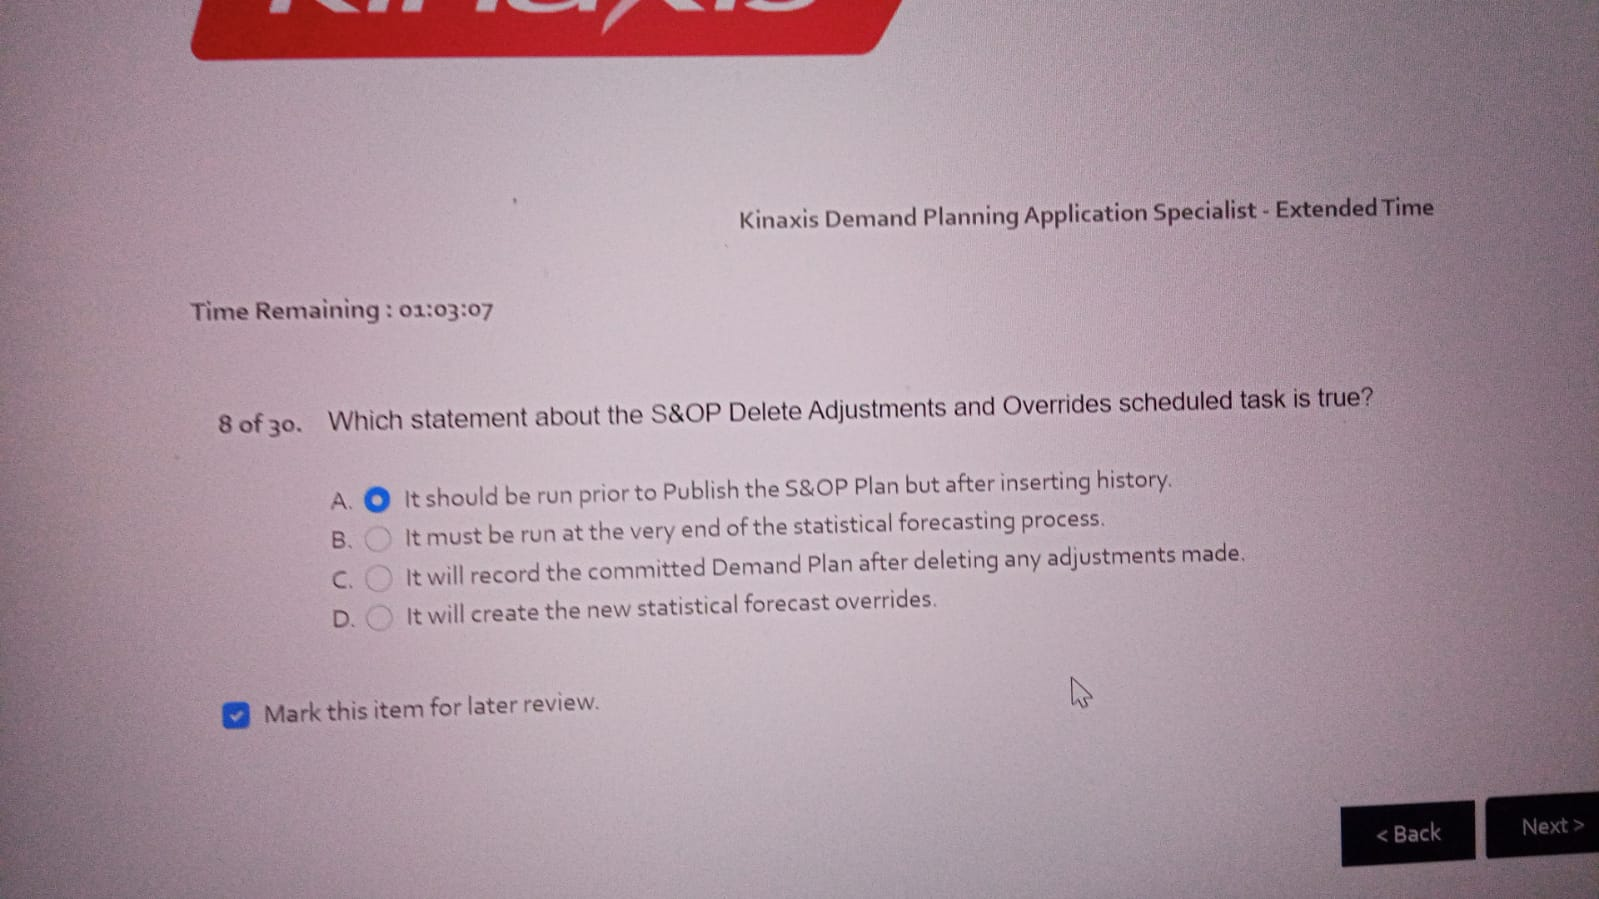 Kinaxis
Kinaxis Demand Planning Application Specialist - Extended Time
Time Remaining : 01:03:07
8 of 30. Which statement about the S&OP Delete Adjustments and Overrides scheduled task is true?
A. It should be run prior to Publish the S&OP Plan but after inserting history.
B. It must be run at the very end of the statistical forecasting process.
C. It will record the committed Demand Plan after deleting any adjustments made.
D. It will create the new statistical forecast overrides.
Mark this item for later review.
< Back Next >